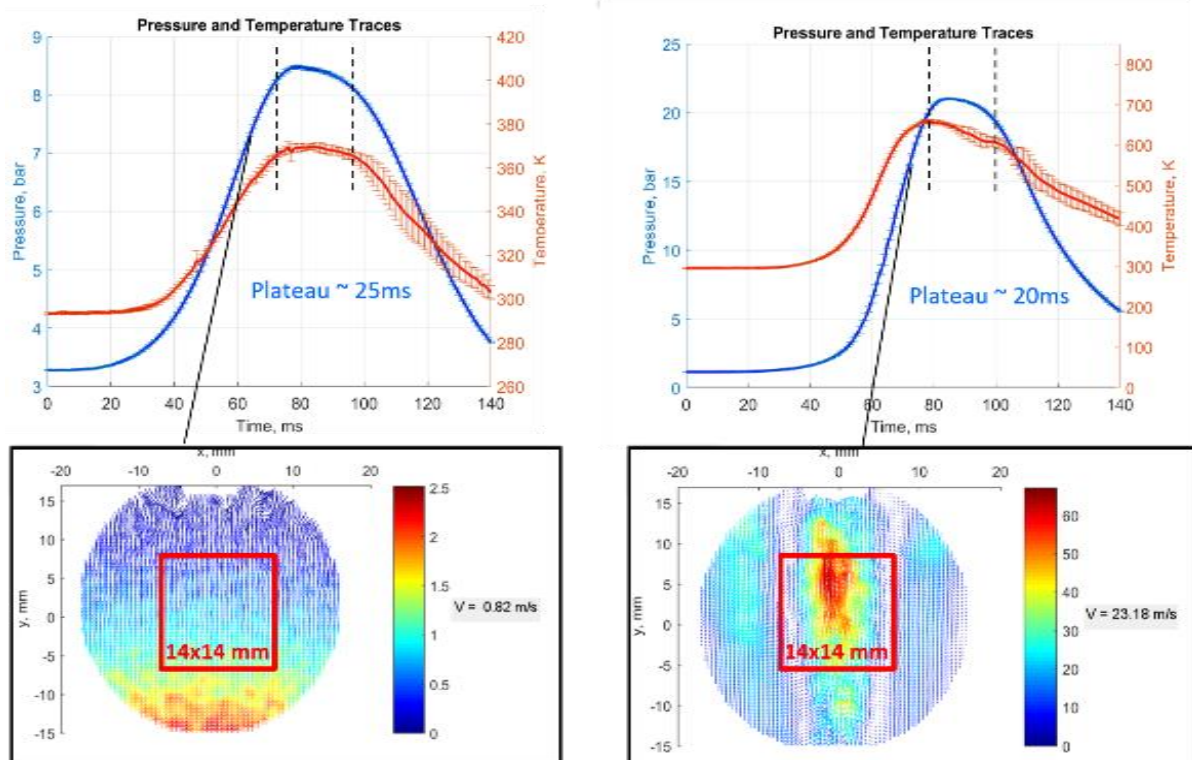 Pressure and Temperature Traces
9
8
7
6
5
4
3
Pressure, bar
420
400
380
360
340
320
300
280
260
Temperature, K
Plateau ~ 25ms
0 20 40 60 80 100 120 140
Time, ms
Pressure and Temperature Traces
25
20
15
10
5
0
Pressure, bar
800
700
600
500
400
300
200
100
0
Temperature, K
Plateau ~ 20ms
0 20 40 60 80 100 120 140
Time, ms
x, mm
-20 -10 0 10 20
15
10
5
0
-5
-10
-15
y, mm
14x14 mm
2.5
2
1.5
1
0.5
0
V = 0.82 m/s
x, mm
-20 -10 0 10 20
15
10
5
0
-5
-10
-15
y, mm
14x14 mm
60
50
40
30
20
10
0
V = 23.18 m/s